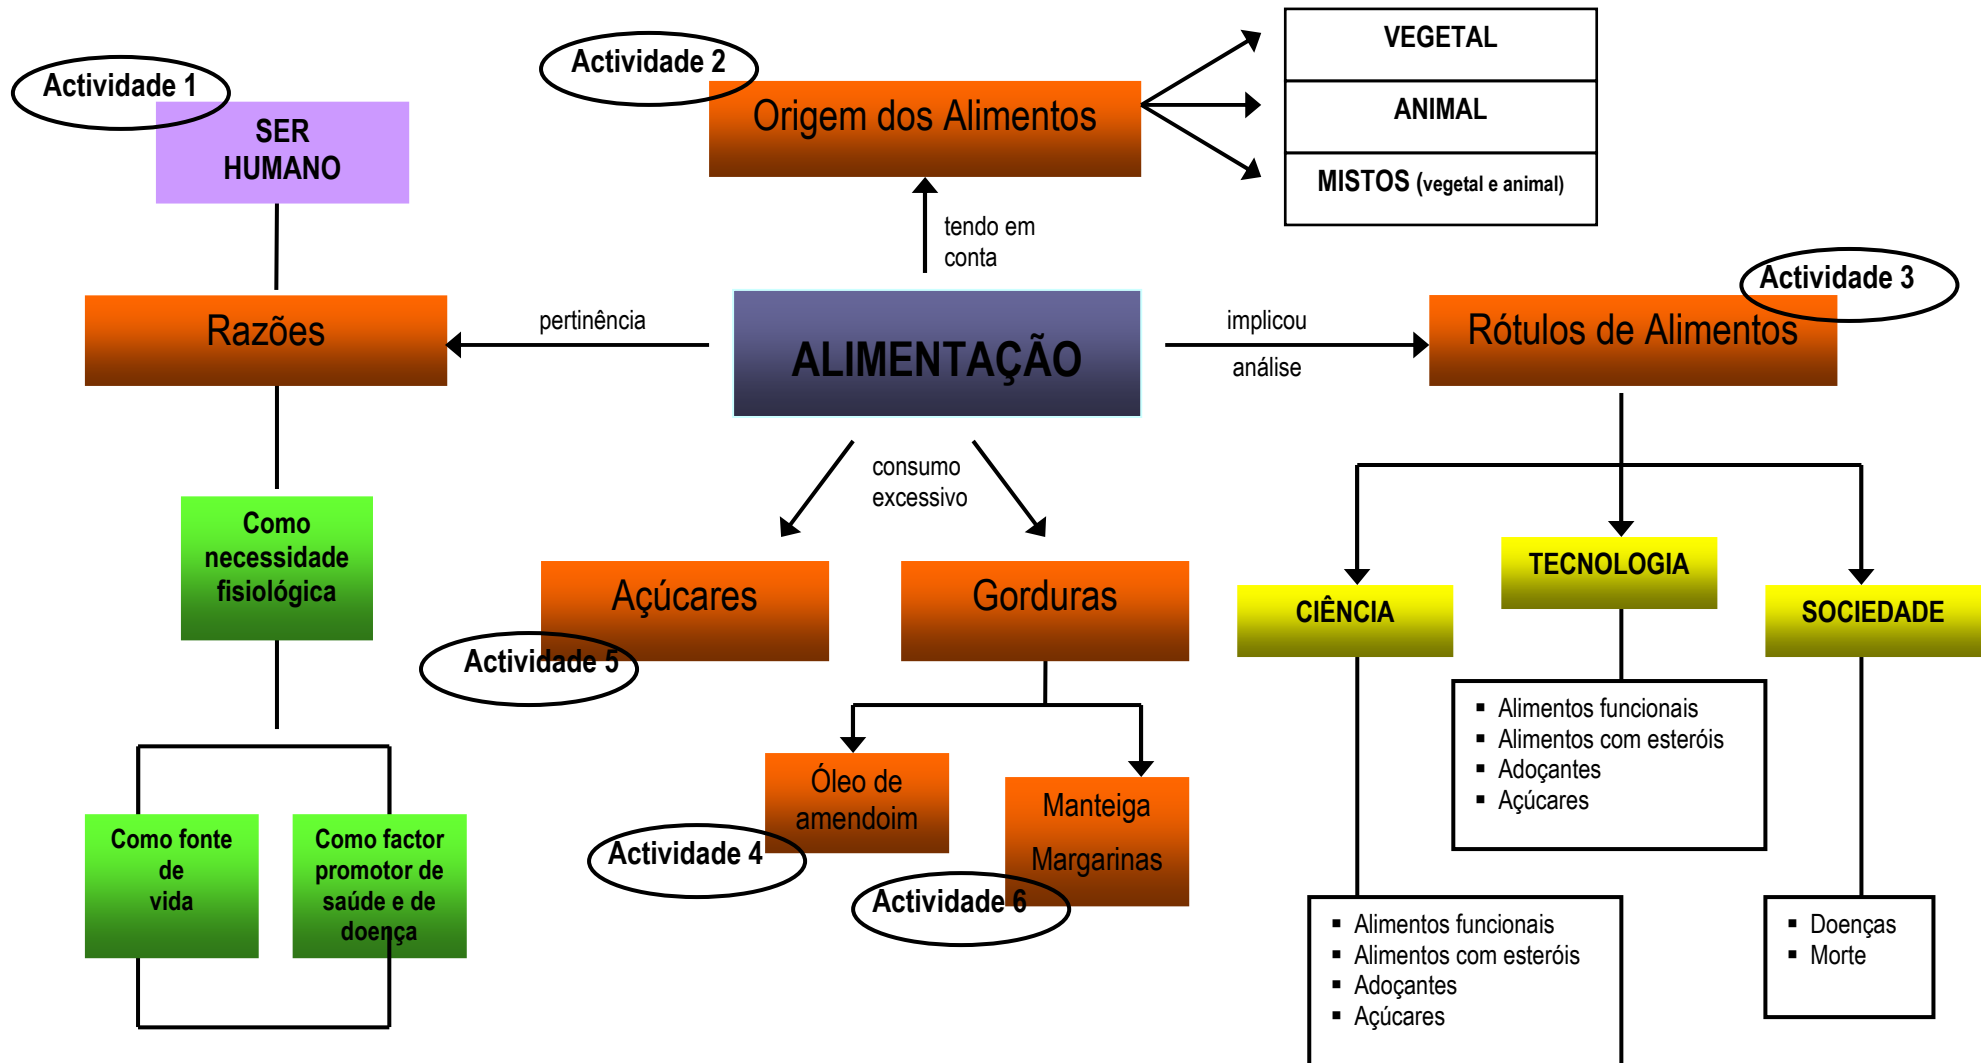 Actividade 1
SER
HUMANO
Actividade 2
Origem dos Alimentos
VEGETAL
ANIMAL
MISTOS (vegetal e animal)
tendo em
conta
Actividade 3
Razões
pertinência
ALIMENTAÇÃO
implicou
análise
Rótulos de Alimentos
consumo
excessivo
Como
necessidade
fisiológica
Açúcares
Actividade 5
Gorduras
CIÊNCIA
TECNOLOGIA
SOCIEDADE
▪ Alimentos funcionais
▪ Alimentos com esteróis
▪ Adoçantes
▪ Açúcares
Óleo de
amendoim
Actividade 4
Manteiga
Margarinas
Actividade 6
Como fonte
de
vida
Como factor
promotor de
saúde e de
doença
▪ Alimentos funcionais
▪ Alimentos com esteróis
▪ Adoçantes
▪ Açúcares
▪ Doenças
▪ Morte